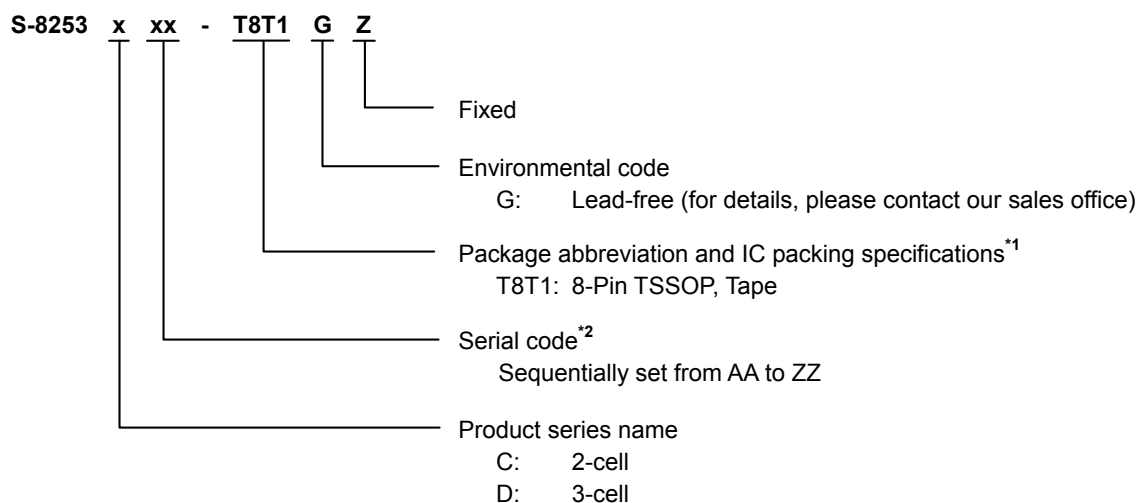 S-8253 x xx - T8T1 G Z
Fixed
Environmental code
G: Lead-free (for details, please contact our sales office)
Package abbreviation and IC packing specifications*1
T8T1: 8-Pin TSSOP, Tape
Serial code*2
Sequentially set from AA to ZZ
Product series name
C: 2-cell
D: 3-cell